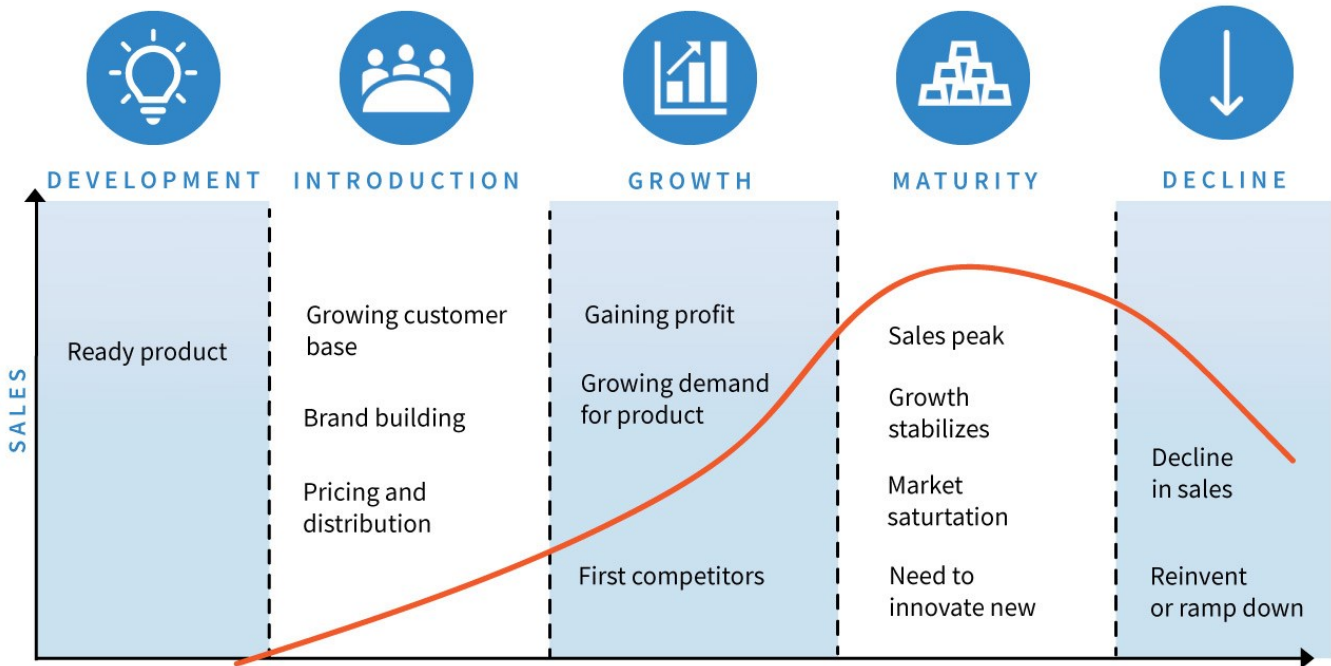 DEVELOPMENT
INTRODUCTION
GROWTH
MATURITY
DECLINE
SALES
Ready product
Growing customer
base
Brand building
Pricing and
distribution
Gaining profit
Growing demand
for product
First competitors
Sales peak
Growth
stabilizes
Market
saturtation
Need to
innovate new
Decline
in sales
Reinvent
or ramp down